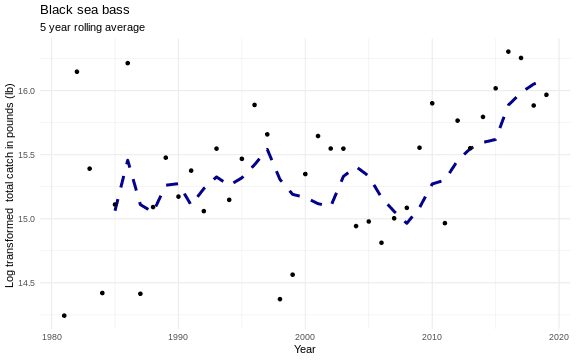 Black sea bass
5 year rolling average
Log transformed  total catch in pounds (lb)
16.0
15.5
15.0
14.5
1980
1990
2000
2010
2020
Year